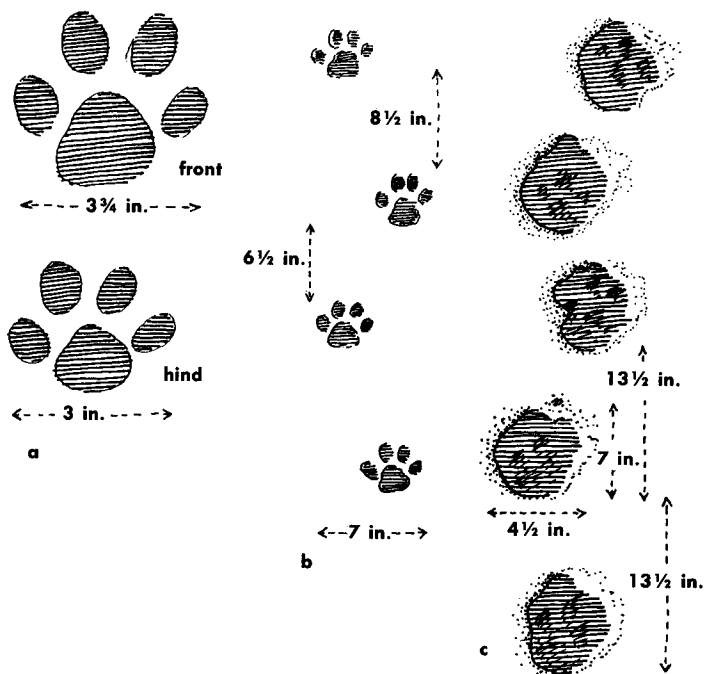 front
3¾ in.
hind
3 in.
a
8½ in.
6½ in.
7 in.
b
13½ in.
7 in.
4½ in.
13½ in.
c